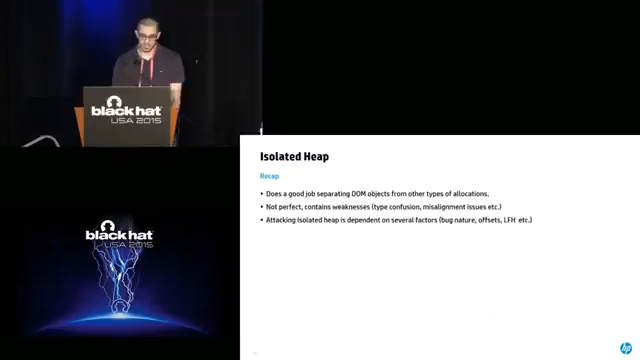 black hat
USA 2015
Isolated Heap
Recap
• Does a good job separating DOM objects from other types of allocations.
• Not perfect, contains weaknesses (type confusion, misalignment issues etc.)
• Attacking Isolated heap is dependent on several factors (bug nature, offsets, LFH etc.)
black hat
USA 2015
hp